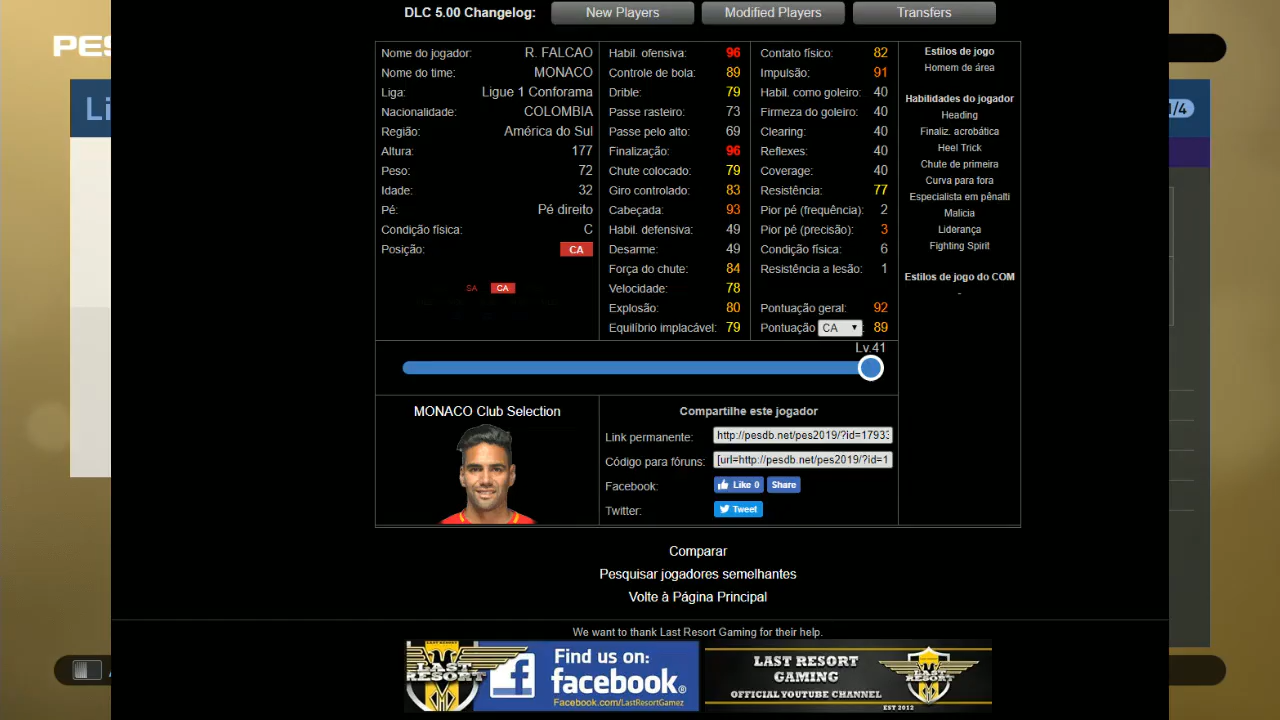 DLC 5.00 Changelog:
New Players
Modified Players
Transfers
PES
Li
1/4
Nome do jogador: R. FALCAO
Nome do time: MONACO
Liga: Ligue 1 Conforama
Nacionalidade: COLOMBIA
Região: América do Sul
Altura: 177
Peso: 72
Idade: 32
Pé: Pé direito
Condição física: C
Posição: CA
SA CA
Habil. ofensiva: 96
Controle de bola: 89
Drible: 79
Passe rasteiro: 73
Passe pelo alto: 69
Finalização: 96
Chute colocado: 79
Giro controlado: 83
Cabeçada: 93
Habil. defensiva: 49
Desarme: 49
Força do chute: 84
Velocidade: 78
Explosão: 80
Equilíbrio implacável: 79
Contato físico: 82
Impulsão: 91
Habil. como goleiro: 40
Firmeza do goleiro: 40
Clearing: 40
Reflexes: 40
Coverage: 40
Resistência: 77
Pior pé (frequência): 2
Pior pé (precisão): 3
Condição física: 6
Resistência a lesão: 1
Pontuação geral: 92
Pontuação CA : 89
Estilos de jogo
Homem de área
Habilidades do jogador
Heading
Finaliz. acrobática
Heel Trick
Chute de primeira
Curva para fora
Especialista em pênalti
Malicia
Liderança
Fighting Spirit
Estilos de jogo do COM
-
Lv.41
MONACO Club Selection
Compartilhe este jogador
Link permanente: http://pesdb.net/pes2019/?id=1793
Código para fóruns: [url=http://pesdb.net/pes2019/?id=1
Facebook: Like 0 Share
Twitter: Tweet
Comparar
Pesquisar jogadores semelhantes
Volte à Página Principal
We want to thank Last Resort Gaming for their help.
LAST RESORT
LAST RESORT
Find us on:
facebook®
Facebook.com/LastResortGamez
LAST RESORT
GAMING
OFFICIAL YOUTUBE CHANNEL
LAST RESORT
EST 2012